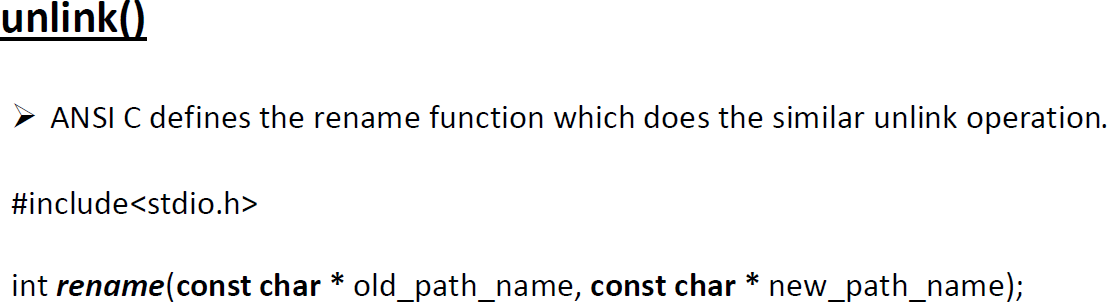 unlink()
➢ ANSI C defines the rename function which does the similar unlink operation.
#include<stdio.h>
int rename(const char * old_path_name, const char * new_path_name);